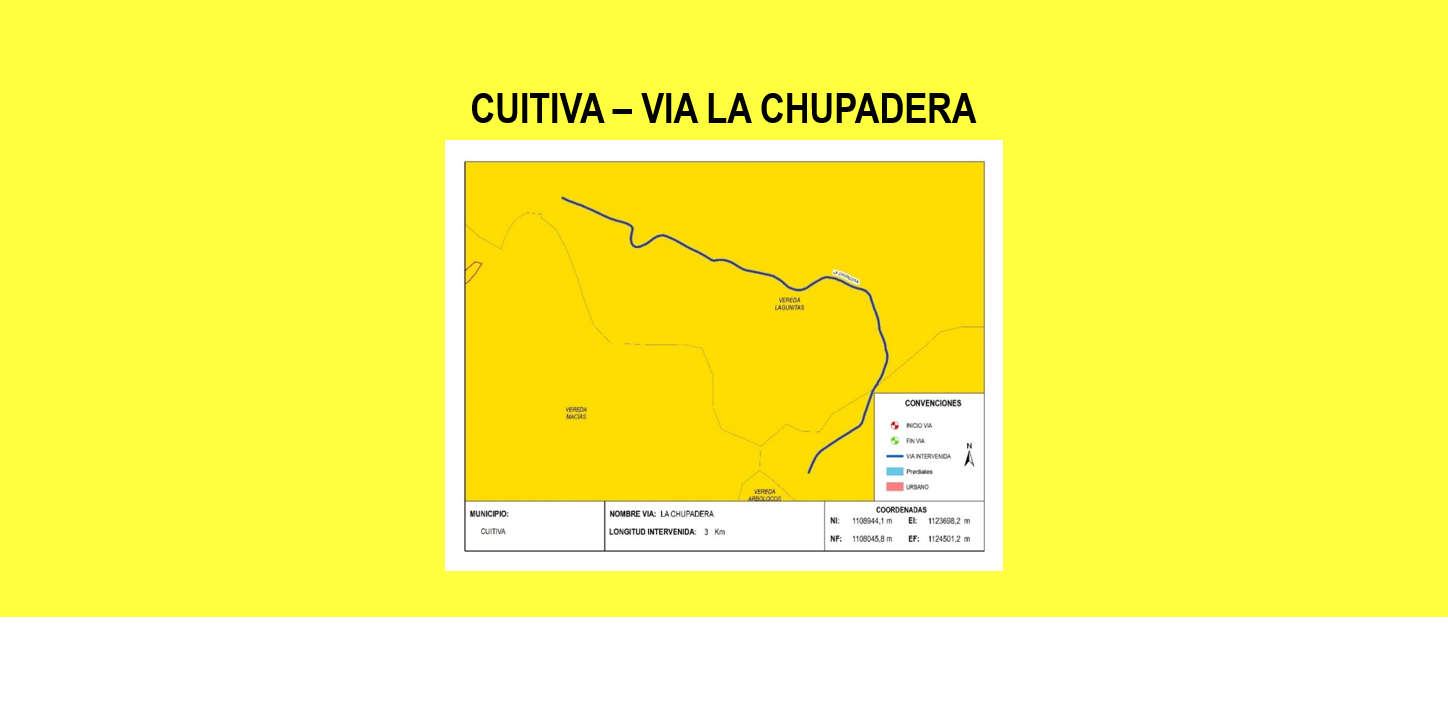 CUITIVA – VIA LA CHUPADERA
LA CHUPADERA
VEREDA
LAGUNITAS
VEREDA
MACÍAS
VEREDA
ARBOLOCOS
CONVENCIONES
INICIO VIA
FIN VIA
VIA INTERVENIDA
Prediales
URBANO
N
MUNICIPIO:
CUITIVA
NOMBRE VIA: LA CHUPADERA
LONGITUD INTERVENIDA: 3 Km
COORDENADAS
NI: 1108944,1 m EI: 1123698,2 m
NF: 1108045,8 m EF: 1124501,2 m